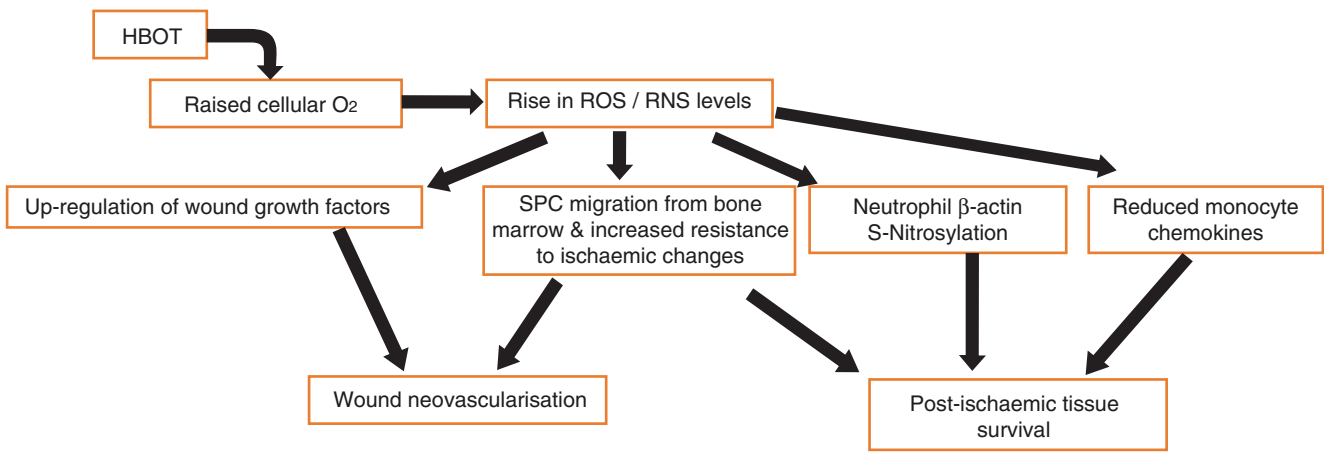 HBOT
Raised cellular O2
Rise in ROS / RNS levels
Up-regulation of wound growth factors
SPC migration from bone
marrow & increased resistance
to ischaemic changes
Neutrophil β-actin
S-Nitrosylation
Reduced monocyte
chemokines
Wound neovascularisation
Post-ischaemic tissue
survival